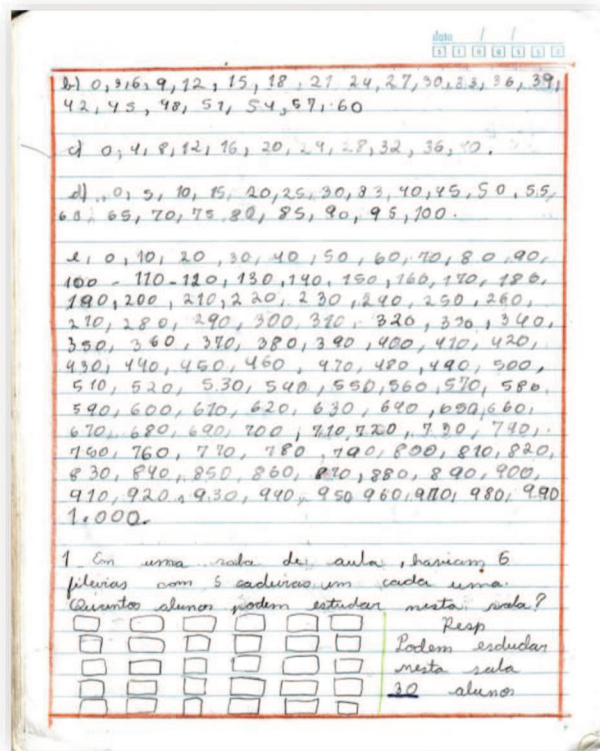 data / /
b) 0, 3, 6, 9, 12, 15, 18, 21 24, 27, 30, 33, 36, 39,
42, 45, 48, 51, 54, 57, 60
c) 0, 4, 8, 12, 16, 20, 24, 28, 32, 36, 40.
d) 0, 5, 10, 15, 20, 25, 30, 33, 40, 45, 50, 55,
60, 65, 70, 75 80, 85, 90, 95, 100.
e, 0, 10, 20, 30, 40, 50, 60, 70, 80, 90,
100 - 110 - 120, 130, 140, 150, 160, 170, 180,
190, 200, 210, 220, 230, 240, 250, 260,
270, 280, 290, 300, 310, 320, 330, 340,
350, 360, 370, 380, 390, 400, 410, 420,
430, 440, 450, 460, 470, 480, 490, 500,
510, 520, 530, 540, 550, 560, 570, 580,
590, 600, 610, 620, 630, 640, 650, 660,
670, 680, 690, 700, 710, 720, 730, 740,
750, 760, 770, 780, 790, 800, 810, 820,
830, 840, 850, 860, 870, 880, 890, 900,
910, 920, 930, 940, 950 960, 970, 980, 990
1.000.
1 Em uma sala de aula, haviam 6
fileiras com 5 cadeiras um cada uma.
Quantos alunos podem estudar nesta sala?
Resp
Podem esdudar
nesta sala
30 alunos